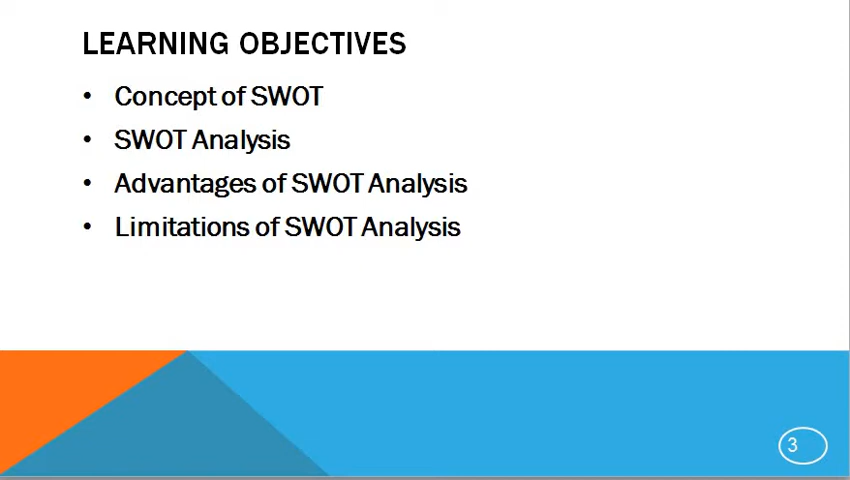 LEARNING OBJECTIVES
• Concept of SWOT
• SWOT Analysis
• Advantages of SWOT Analysis
• Limitations of SWOT Analysis
3